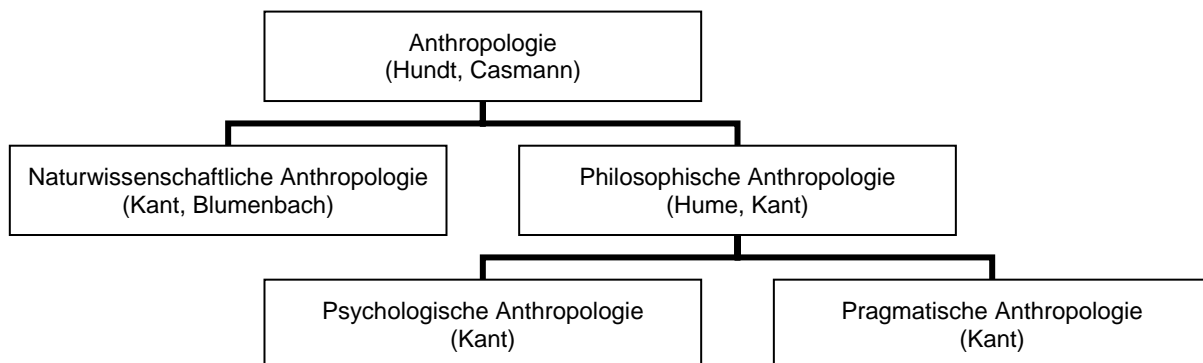 Anthropologie
(Hundt, Casmann)
Naturwissenschaftliche Anthropologie
(Kant, Blumenbach)
Philosophische Anthropologie
(Hume, Kant)
Psychologische Anthropologie
(Kant)
Pragmatische Anthropologie
(Kant)